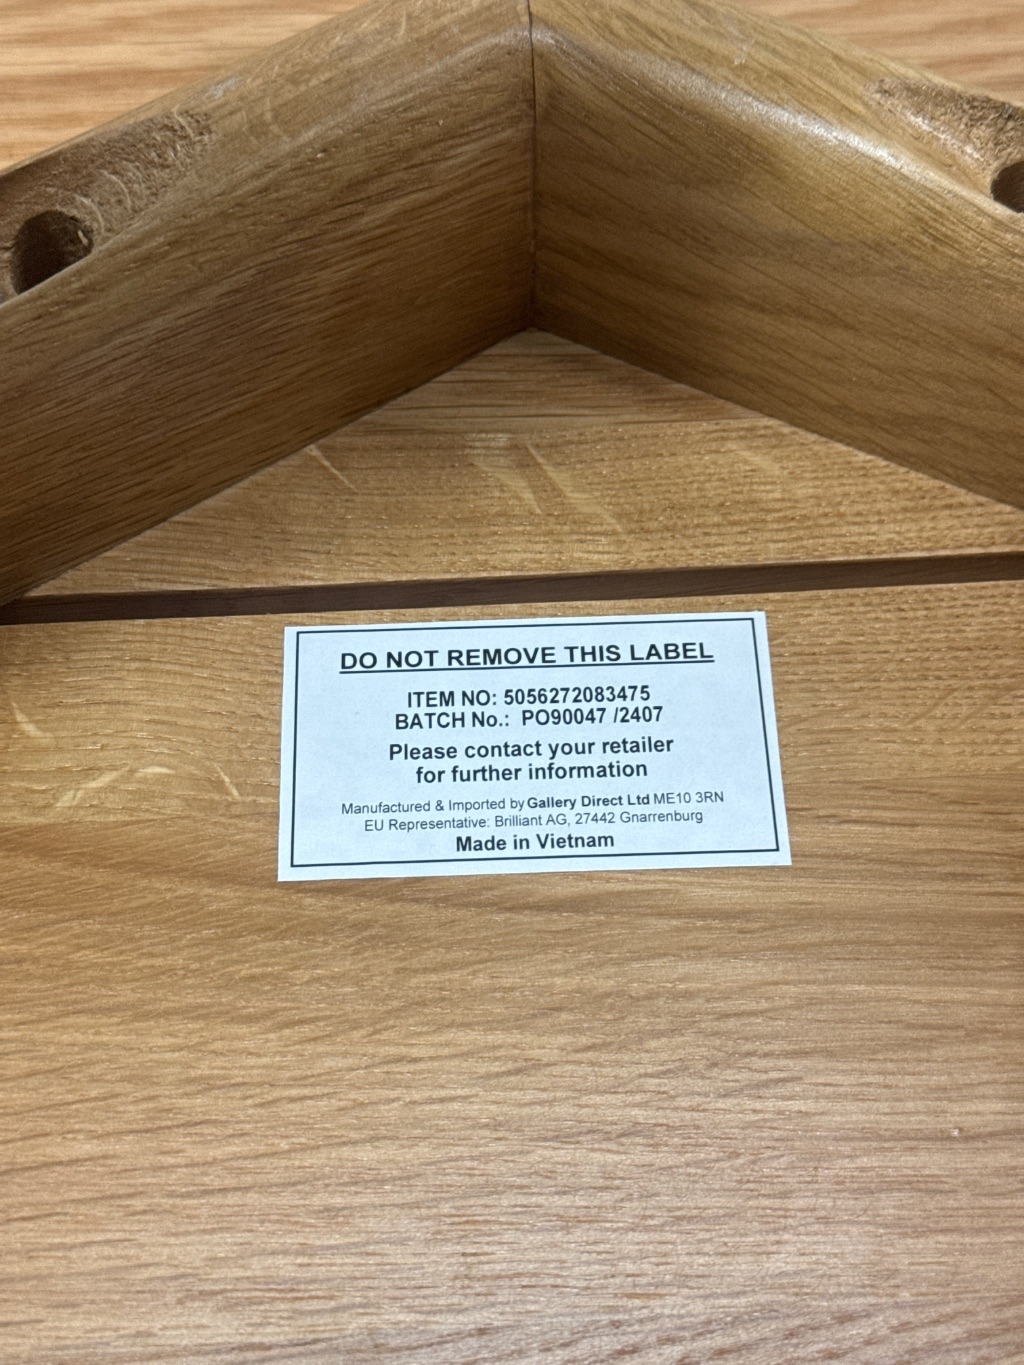 DO NOT REMOVE THIS LABEL
ITEM NO: 5056272083475
BATCH No.: PO90047 /2407
Please contact your retailer
for further information
Manufactured & Imported by Gallery Direct Ltd ME10 3RN
EU Representative: Brilliant AG, 27442 Gnarrenburg
Made in Vietnam